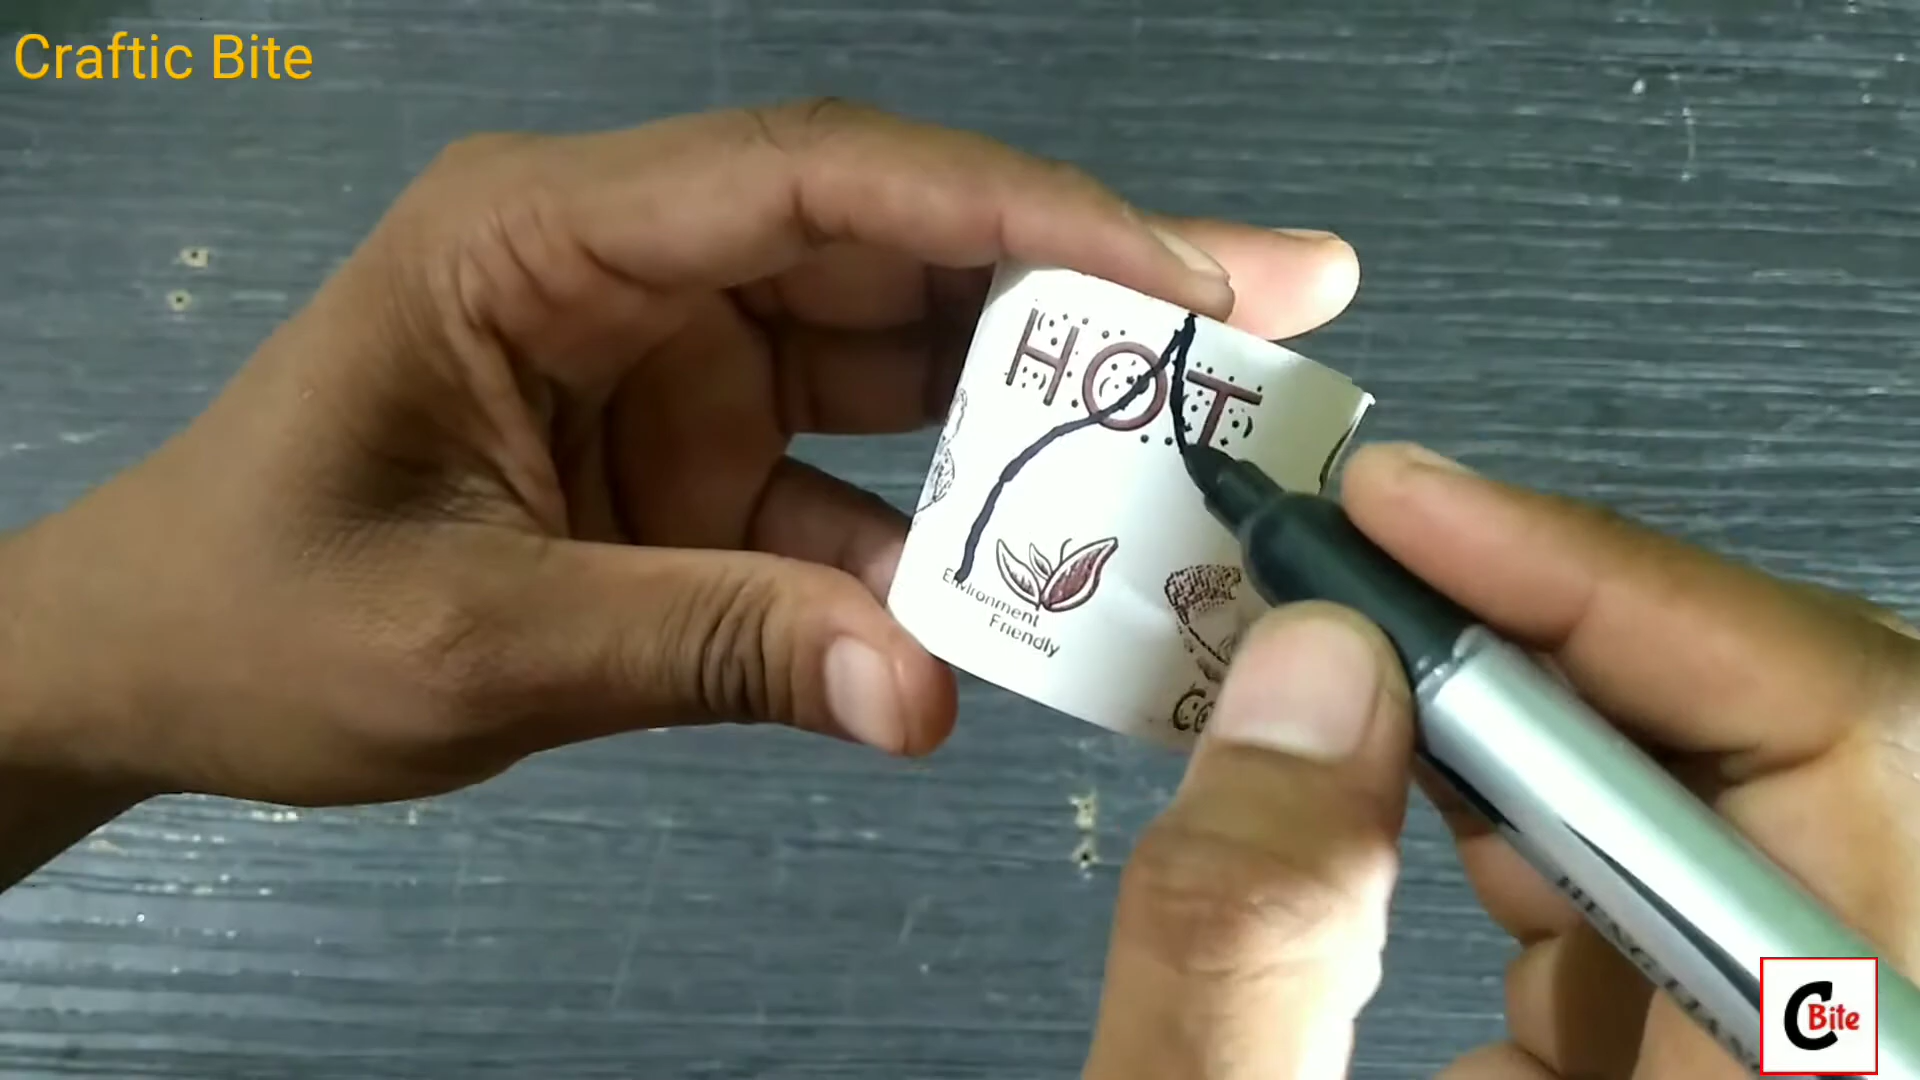 Craftic Bite
HOT
Environment
Friendly
C Bite